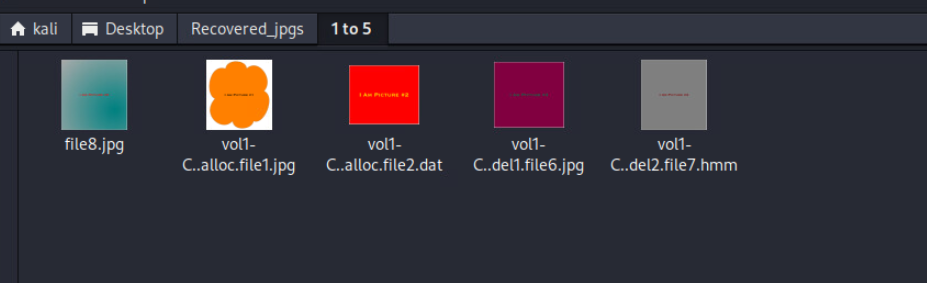 kali Desktop Recovered_jpgs 1 to 5
I AM PICTURE #2
file8.jpg
vol1-
C..alloc.file1.jpg
vol1-
C..alloc.file2.dat
vol1-
C..del1.file6.jpg
vol1-
C..del2.file7.hmm